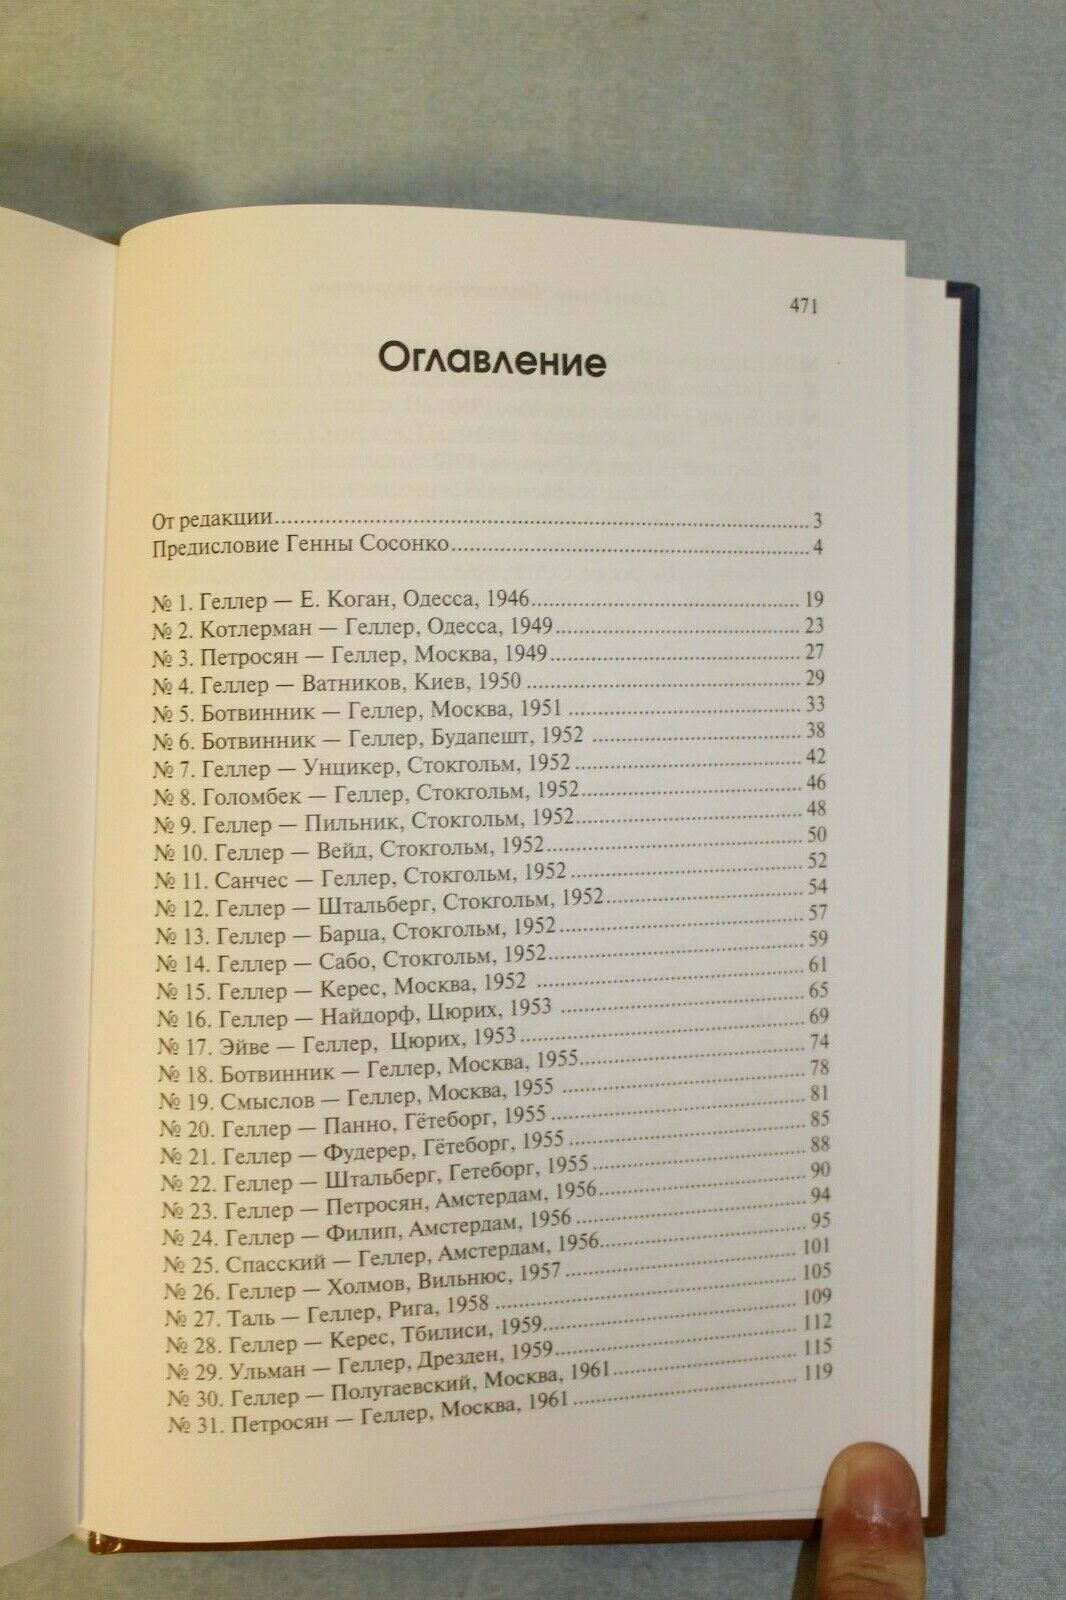 471
Оглавление
От редакции 3
Предисловие Генны Сосонко 4
№ 1. Геллер — Е. Коган, Одесса, 1946 19
№ 2. Котлерман — Геллер, Одесса, 1949 23
№ 3. Петросян — Геллер, Москва, 1949 27
№ 4. Геллер — Ватников, Киев, 1950 29
№ 5. Ботвинник — Геллер, Москва, 1951 33
№ 6. Ботвинник — Геллер, Будапешт, 1952 38
№ 7. Геллер — Унцикер, Стокгольм, 1952 42
№ 8. Голомбек — Геллер, Стокгольм, 1952 46
№ 9. Геллер — Пильник, Стокгольм, 1952 48
№ 10. Геллер — Вейд, Стокгольм, 1952 50
№ 11. Санчес — Геллер, Стокгольм, 1952 52
№ 12. Геллер — Штальберг, Стокгольм, 1952 54
№ 13. Геллер — Барца, Стокгольм, 1952 57
№ 14. Геллер — Сабо, Стокгольм, 1952 59
№ 15. Геллер — Керес, Москва, 1952 61
№ 16. Геллер — Найдорф, Цюрих, 1953 65
№ 17. Эйве — Геллер, Цюрих, 1953 69
№ 18. Ботвинник — Геллер, Москва, 1955 74
№ 19. Смыслов — Геллер, Москва, 1955 78
№ 20. Геллер — Панно, Гётеборг, 1955 81
№ 21. Геллер — Фудерер, Гётеборг, 1955 85
№ 22. Геллер — Штальберг, Гетеборг, 1955 88
№ 23. Геллер — Петросян, Амстердам, 1956 90
№ 24. Геллер — Филип, Амстердам, 1956 94
№ 25. Спасский — Геллер, Амстердам, 1956 95
№ 26. Геллер — Холмов, Вильнюс, 1957 101
№ 27. Таль — Геллер, Рига, 1958 105
№ 28. Геллер — Керес, Тбилиси, 1959 109
№ 29. Ульман — Геллер, Дрезден, 1959 112
№ 30. Геллер — Полугаевский, Москва, 1961 115
№ 31. Петросян — Геллер, Москва, 1961 119